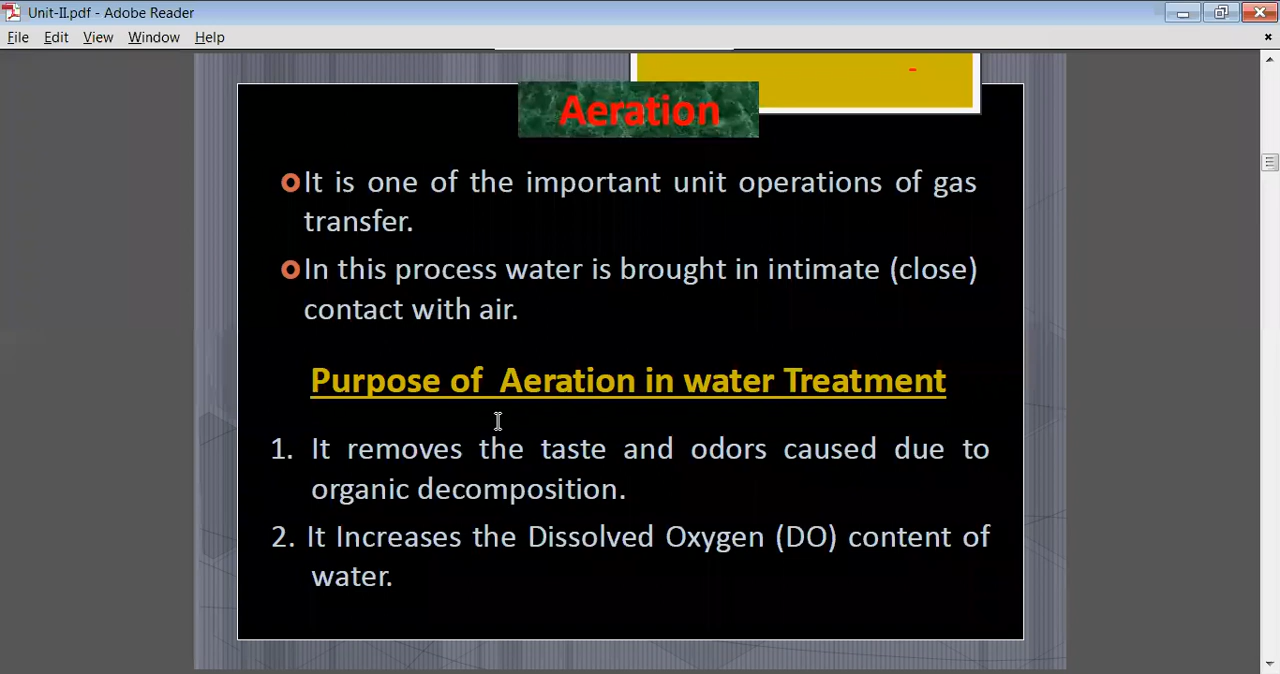 Unit-II.pdf - Adobe Reader
File Edit View Window Help
Aeration
It is one of the important unit operations of gas
transfer.
In this process water is brought in intimate (close)
contact with air.
Purpose of Aeration in water Treatment
1. It removes the taste and odors caused due to
organic decomposition.
2. It Increases the Dissolved Oxygen (DO) content of
water.